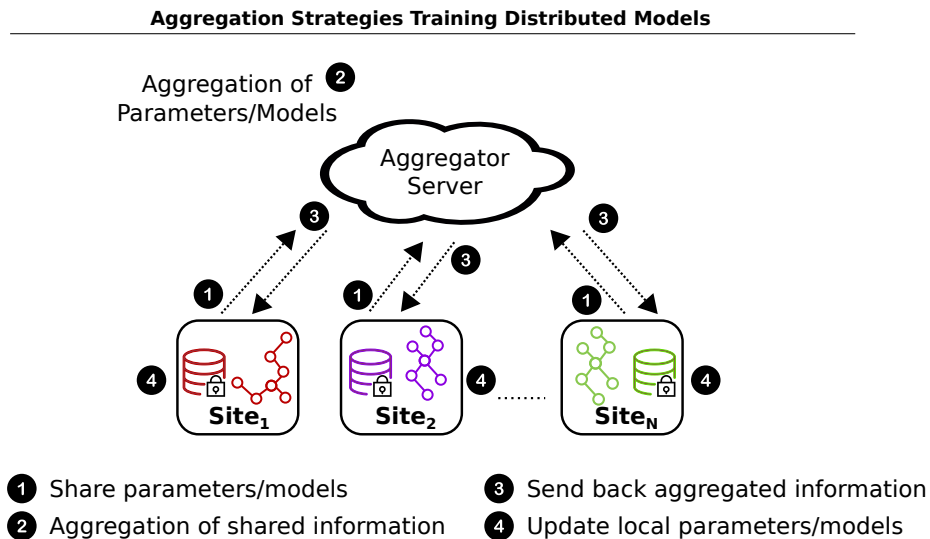 Aggregation Strategies Training Distributed Models
Aggregation of 2
Parameters/Models
Aggregator
Server
3
3
3
1
1
1
4
4
4
Site1
Site2
SiteN
1 Share parameters/models
2 Aggregation of shared information
3 Send back aggregated information
4 Update local parameters/models